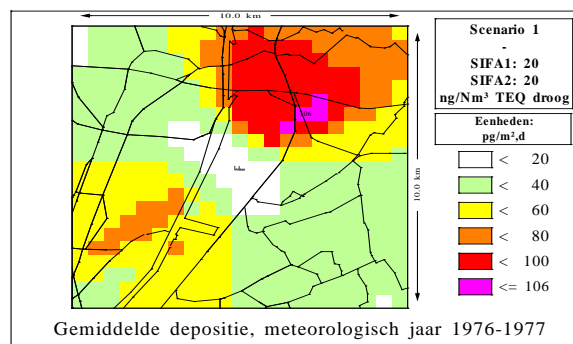 10.0 km
10.0 km
106
Scenario 1
-
SIFA1: 20
SIFA2: 20
ng/Nm³ TEQ droog
Eenheden:
pg/m²,d
< 20
< 40
< 60
< 80
< 100
<= 106
Gemiddelde depositie, meteorologisch jaar 1976-1977